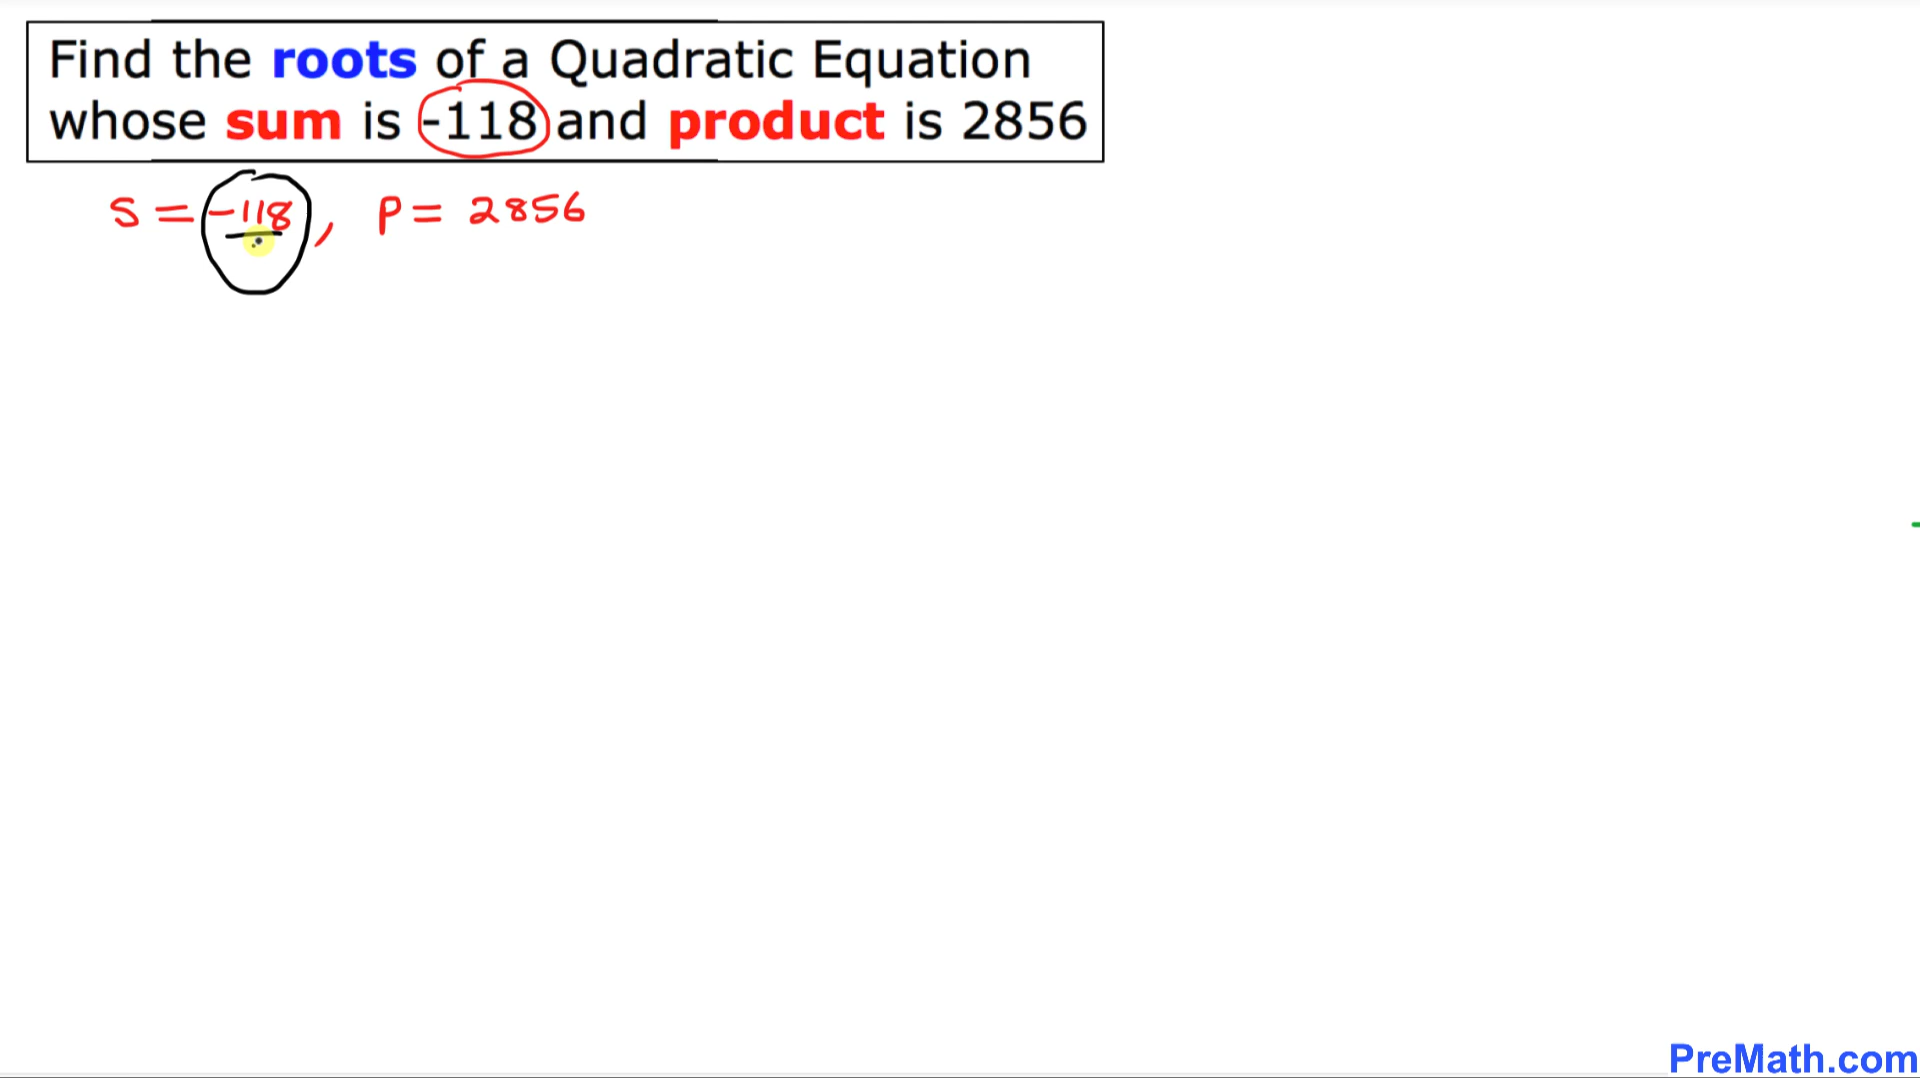 Find the roots of a Quadratic Equation
whose sum is -118 and product is 2856
S = -118 , P = 2856
PreMath.com